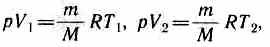 pV₁ = m/M RT₁, pV₂ = m/M RT₂,